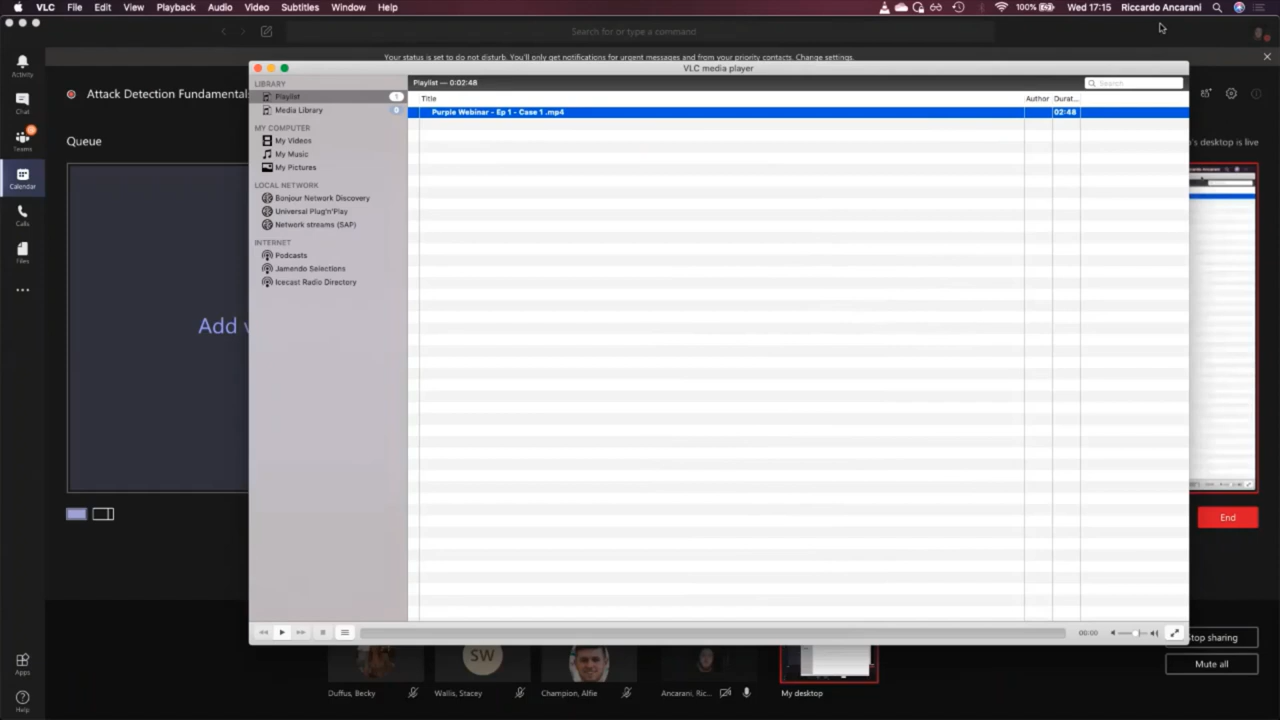 VLC File Edit View Playback Audio Video Subtitles Window Help 100% Wed 17:15 Riccardo Ancarani
Search for or type a command
Your status is set to do not disturb. You'll only get notifications for urgent messages and from your priority contacts. Change settings.
Activity
Chat
Teams
Calendar
Calls
Files
Apps
Help
Attack Detection Fundamental
Queue
Add
's desktop is live
VLC media player
LIBRARY
Playlist 1
Media Library 0
MY COMPUTER
My Videos
My Music
My Pictures
LOCAL NETWORK
Bonjour Network Discovery
Universal Plug'n'Play
Network streams (SAP)
INTERNET
Podcasts
Jamendo Selections
Icecast Radio Directory
Playlist — 0:02:48 Search
Title Author Durat...
Purple Webinar - Ep 1 - Case 1 .mp4 02:48
00:00
End
Stop sharing
Mute all
SW
Duffus, Becky Wallis, Stacey Champion, Alfie Ancarani, Ric... My desktop